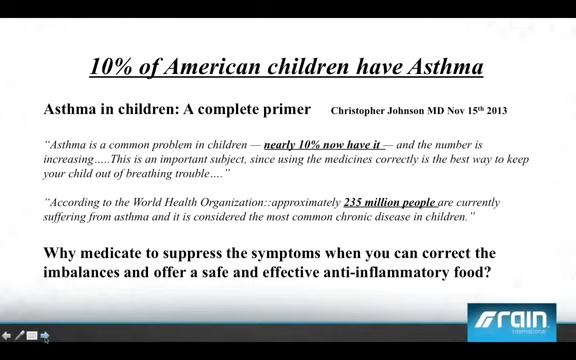 10% of American children have Asthma
Asthma in children: A complete primer Christopher Johnson MD Nov 15th 2013
“Asthma is a common problem in children — nearly 10% now have it — and the number is
increasing…..This is an important subject, since using the medicines correctly is the best way to keep
your child out of breathing trouble….”
“According to the World Health Organization::approximately 235 million people are currently
suffering from asthma and it is considered the most common chronic disease in children.”
Why medicate to suppress the symptoms when you can correct the
imbalances and offer a safe and effective anti-inflammatory food?
rain
international